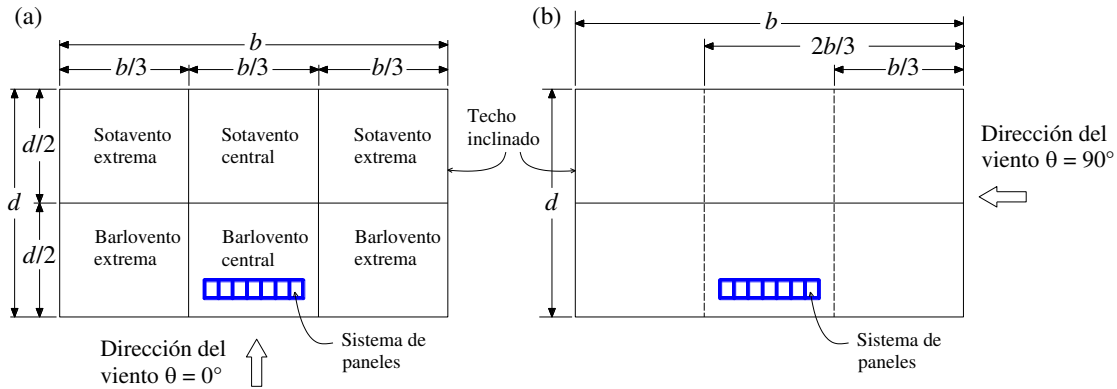 (a)
b
b/3 b/3 b/3
d
d/2
d/2
Sotavento
extrema
Sotavento
central
Sotavento
extrema
Barlovento
extrema
Barlovento
central
Barlovento
extrema
Dirección del
viento θ = 0°
Sistema de
paneles
Techo
inclinado
(b)
b
2b/3
b/3
d
Dirección del
viento θ = 90°
Sistema de
paneles